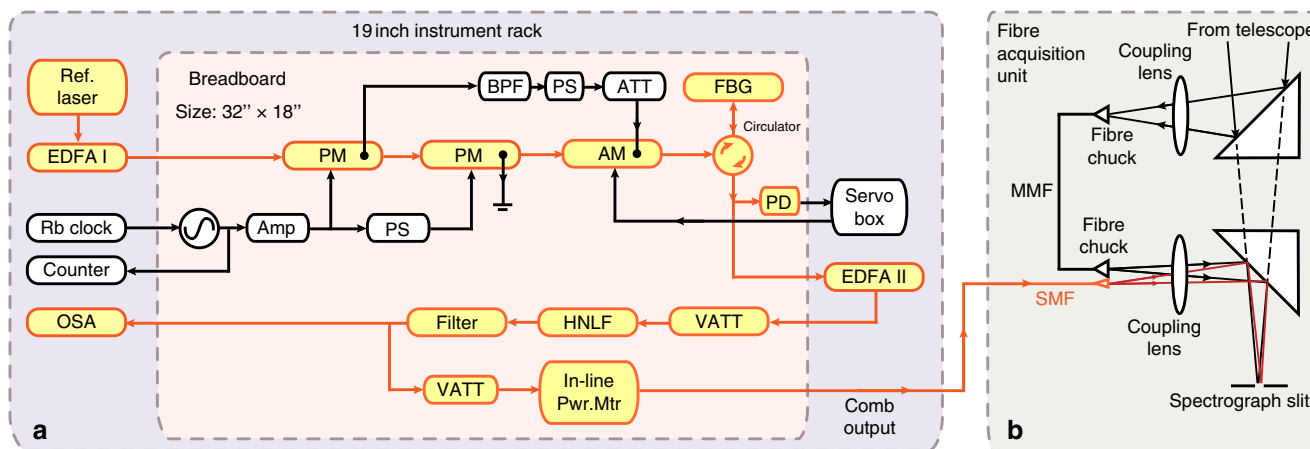 19 inch instrument rack
Breadboard
Size: 32’’ × 18’’
Ref.
laser
EDFA I
BPF
PS
ATT
FBG
Circulator
PM
PM
AM
PD
Servo
box
Rb clock
Amp
PS
Counter
EDFA II
OSA
Filter
HNLF
VATT
VATT
In-line
Pwr.Mtr
Comb
output
a
Fibre
acquisition
unit
Coupling
lens
From telescope
Fibre
chuck
MMF
Fibre
chuck
SMF
Coupling
lens
Spectrograph slit
b